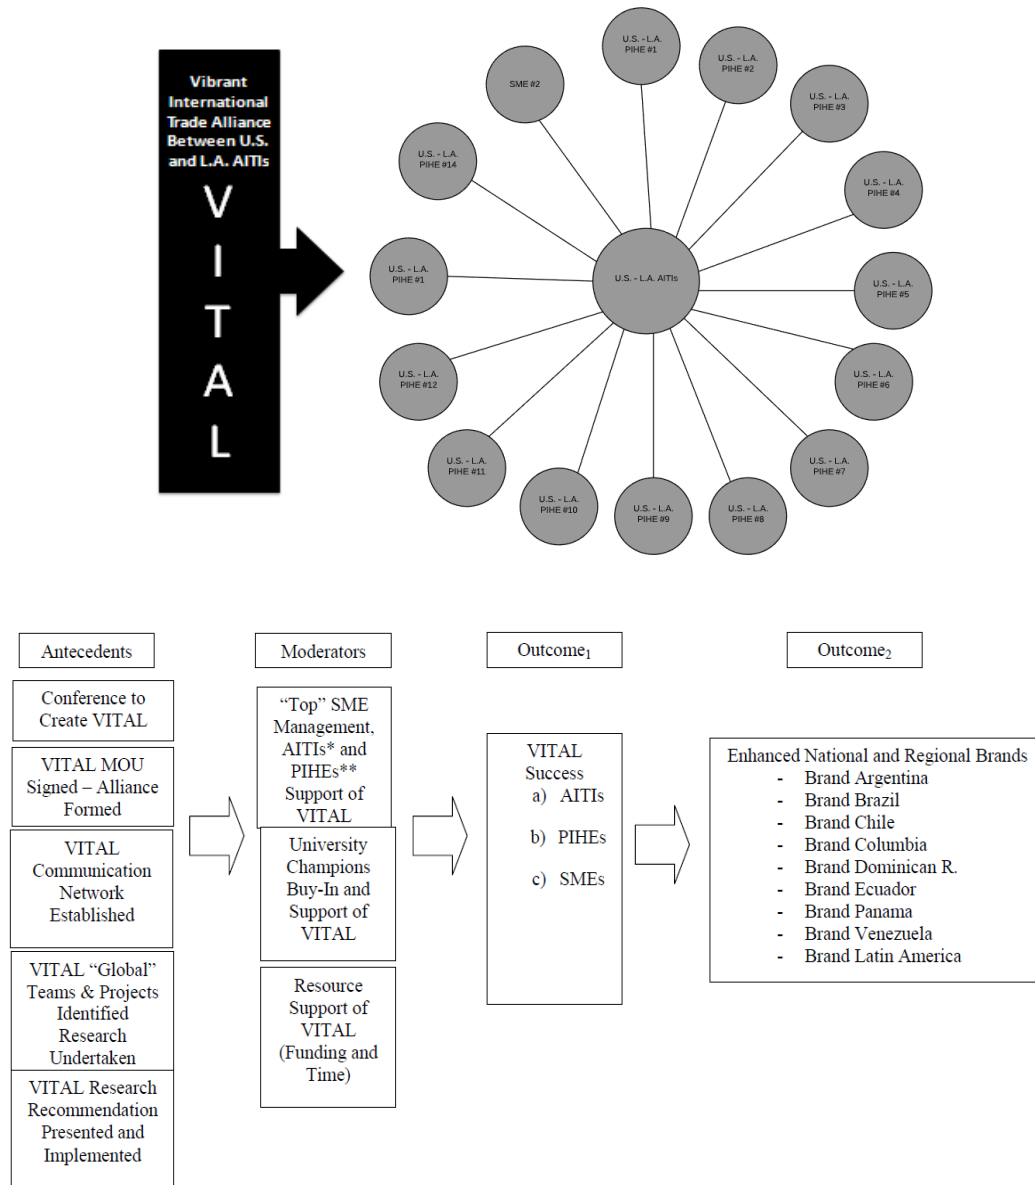 Vibrant
International
Trade Alliance
Between U.S.
and L.A. AITIs
V
I
T
A
L
U.S. - L.A.
PIHE #1
U.S. - L.A.
PIHE #2
U.S. - L.A.
PIHE #3
U.S. - L.A.
PIHE #4
U.S. - L.A.
PIHE #5
U.S. - L.A.
PIHE #6
U.S. - L.A.
PIHE #7
U.S. - L.A.
PIHE #8
U.S. - L.A.
PIHE #9
U.S. - L.A.
PIHE #10
U.S. - L.A.
PIHE #11
U.S. - L.A.
PIHE #12
U.S. - L.A.
PIHE #1
U.S. - L.A.
PIHE #14
SME #2
U.S. - L.A. AITIs
Antecedents
Conference to
Create VITAL
VITAL MOU
Signed – Alliance
Formed
VITAL
Communication
Network
Established
VITAL “Global”
Teams & Projects
Identified
Research
Undertaken
VITAL Research
Recommendation
Presented and
Implemented
Moderators
“Top” SME
Management,
AITIs* and
PIHEs**
Support of
VITAL
University
Champions
Buy-In and
Support of
VITAL
Resource
Support of
VITAL
(Funding and
Time)
Outcome₁
VITAL
Success
a) AITIs
b) PIHEs
c) SMEs
Outcome₂
Enhanced National and Regional Brands
- Brand Argentina
- Brand Brazil
- Brand Chile
- Brand Columbia
- Brand Dominican R.
- Brand Ecuador
- Brand Panama
- Brand Venezuela
- Brand Latin America